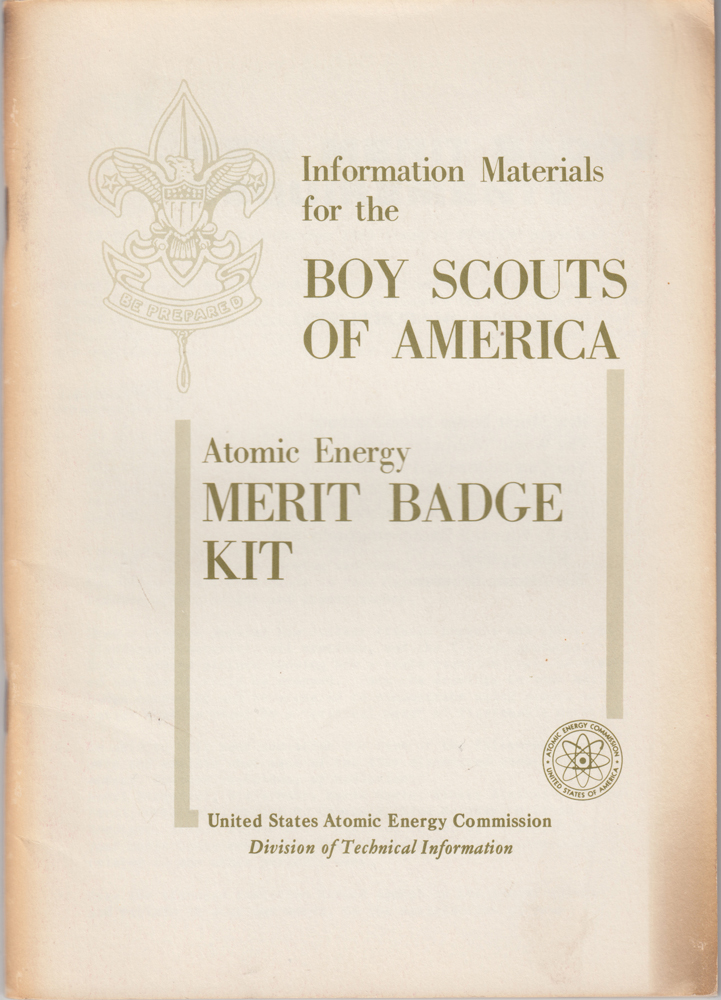 BE PREPARED
Information Materials
for the
BOY SCOUTS
OF AMERICA
Atomic Energy
MERIT BADGE
KIT
ATOMIC ENERGY COMMISSION
UNITED STATES OF AMERICA
United States Atomic Energy Commission
Division of Technical Information